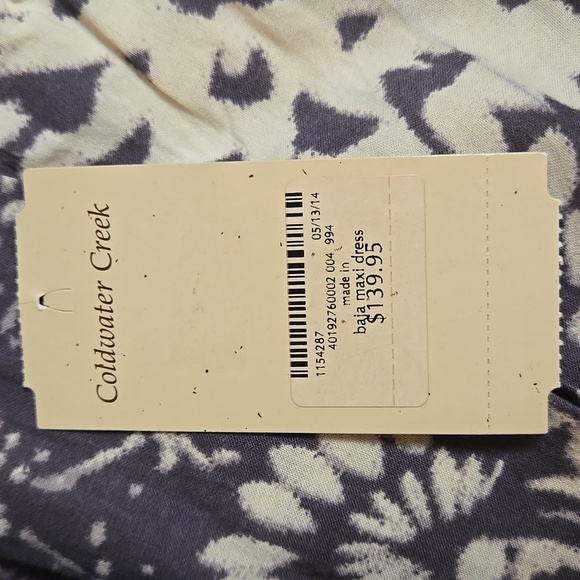 Coldwater Creek
1154287 05/13/14
40192760002 004 994
made in
baja maxi dress
$139.95